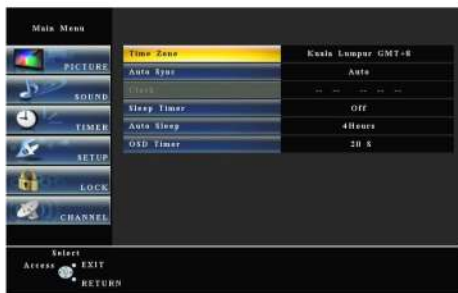 Main Menu
PICTURE
SOUND
TIMER
SETUP
LOCK
CHANNEL
Time Zone Kuala Lumpur GMT+8
Auto Sync Auto
Clock -- -- -- -- --
Sleep Timer Off
Auto Sleep 4Hours
OSD Timer 20 S
Select
Access EXIT
RETURN